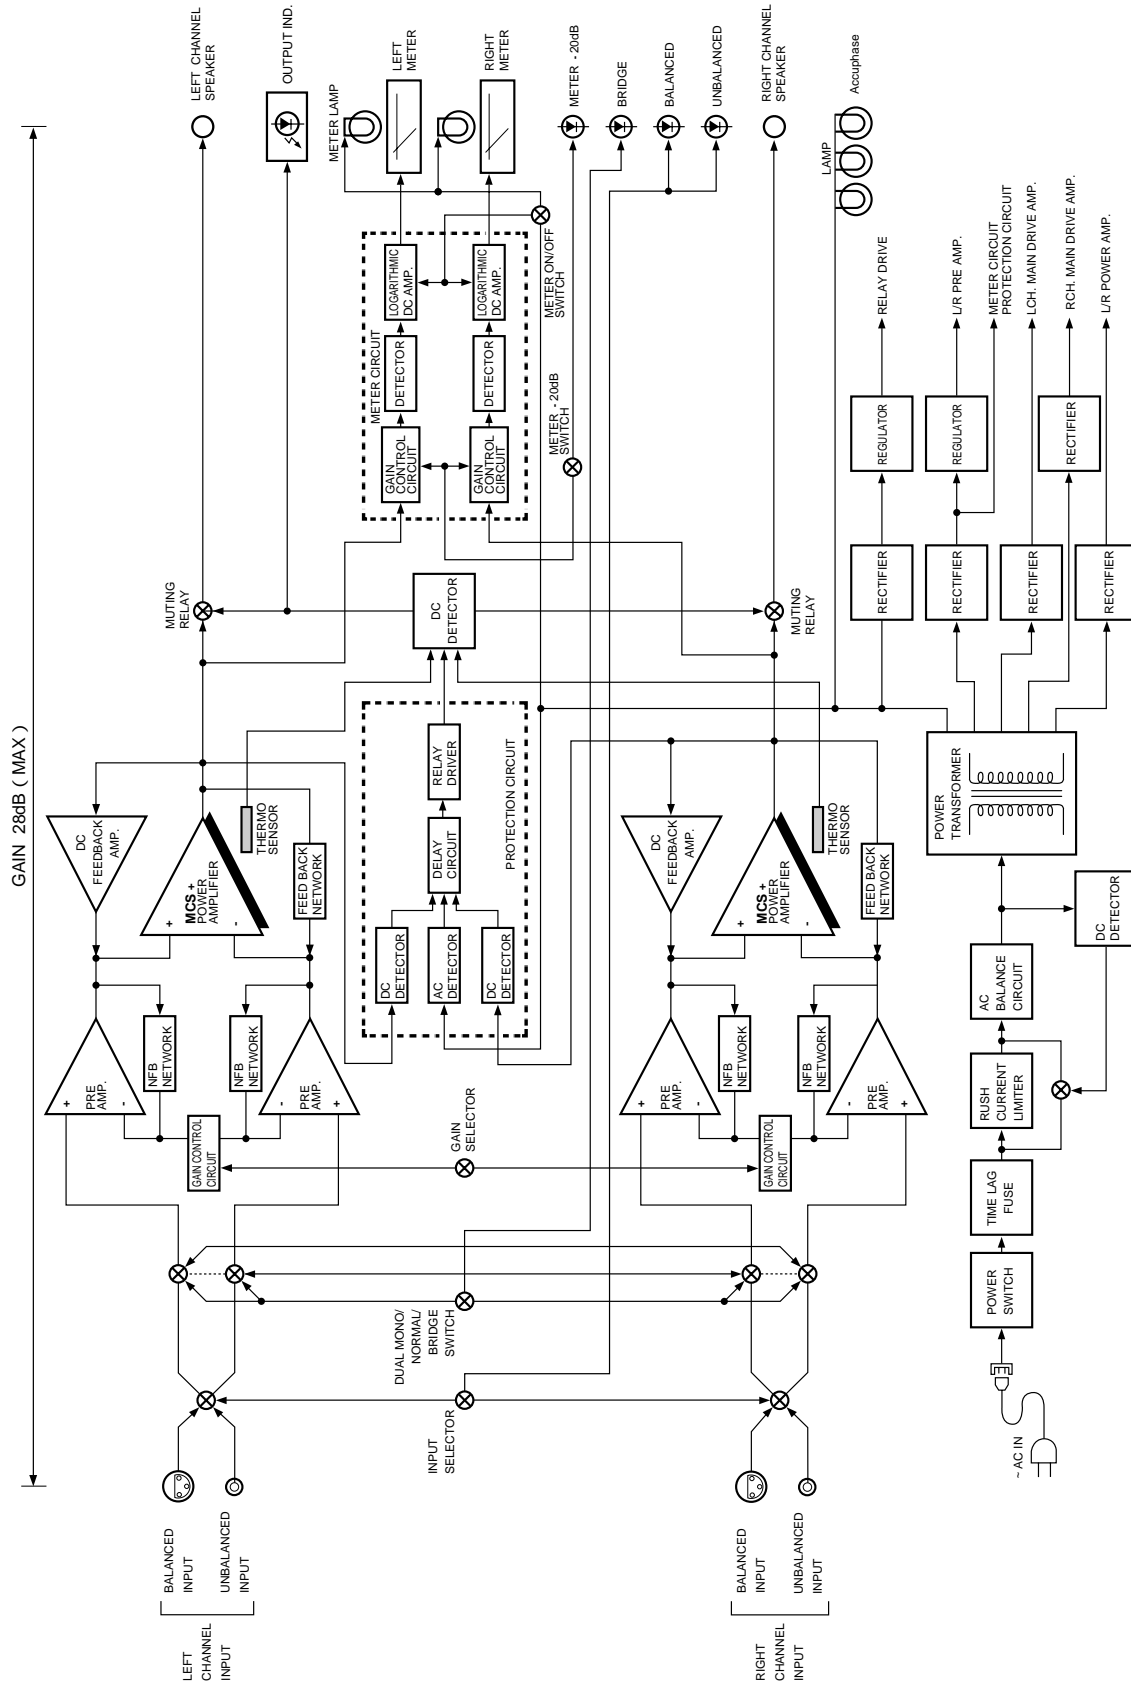 GAIN 28dB ( MAX )
LEFT
CHANNEL
INPUT
BALANCED
INPUT
UNBALANCED
INPUT
PRE
AMP.
+
-
NFB
NETWORK
GAIN CONTROL
CIRCUIT
NFB
NETWORK
PRE
AMP.
-
+
DC
FEEDBACK
AMP.
MCS +
POWER
AMPLIFIER
+
-
THERMO
SENSOR
FEED BACK
NETWORK
MUTING
RELAY
LEFT CHANNEL
SPEAKER
OUTPUT IND.
METER LAMP
LEFT
METER
RIGHT
METER
METER CIRCUIT
GAIN
CONTROL
CIRCUIT
DETECTOR
LOGARITHMIC
DC AMP.
GAIN
CONTROL
CIRCUIT
DETECTOR
LOGARITHMIC
DC AMP.
METER ON/OFF
SWITCH
METER - 20dB
SWITCH
METER - 20dB
BRIDGE
BALANCED
UNBALANCED
INPUT
SELECTOR
DUAL MONO/
NORMAL/
BRIDGE
SWITCH
GAIN
SELECTOR
DC
DETECTOR
AC
DETECTOR
DC
DETECTOR
DELAY
CIRCUIT
RELAY
DRIVER
PROTECTION CIRCUIT
DC
DETECTOR
RIGHT
CHANNEL
INPUT
BALANCED
INPUT
UNBALANCED
INPUT
PRE
AMP.
+
-
NFB
NETWORK
GAIN CONTROL
CIRCUIT
NFB
NETWORK
PRE
AMP.
-
+
DC
FEEDBACK
AMP.
MCS +
POWER
AMPLIFIER
+
-
THERMO
SENSOR
FEED BACK
NETWORK
MUTING
RELAY
RIGHT CHANNEL
SPEAKER
LAMP
Accuphase
~ AC IN
POWER
SWITCH
TIME LAG
FUSE
RUSH
CURRENT
LIMITER
AC
BALANCE
CIRCUIT
DC
DETECTOR
POWER
TRANSFORMER
RECTIFIER
REGULATOR
RELAY DRIVE
RECTIFIER
REGULATOR
L/R PRE AMP.
METER CIRCUIT
PROTECTION CIRCUIT
RECTIFIER
LCH. MAIN DRIVE AMP.
RECTIFIER
RCH. MAIN DRIVE AMP.
RECTIFIER
L/R POWER AMP.